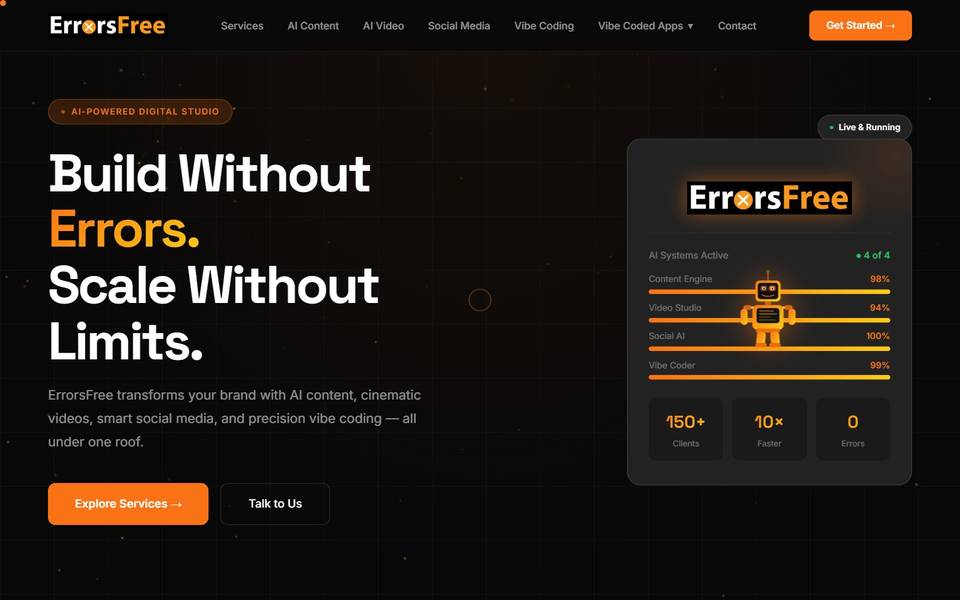 ErrorsFree
Services
AI Content
AI Video
Social Media
Vibe Coding
Vibe Coded Apps ▾
Contact
Get Started →
AI-POWERED DIGITAL STUDIO
Build Without
Errors.
Scale Without
Limits.
ErrorsFree transforms your brand with AI content, cinematic
videos, smart social media, and precision vibe coding — all
under one roof.
Explore Services →
Talk to Us
Live & Running
ErrorsFree
AI Systems Active
● 4 of 4
Content Engine
98%
Video Studio
94%
Social AI
100%
Vibe Coder
99%
150+
Clients
10×
Faster
0
Errors